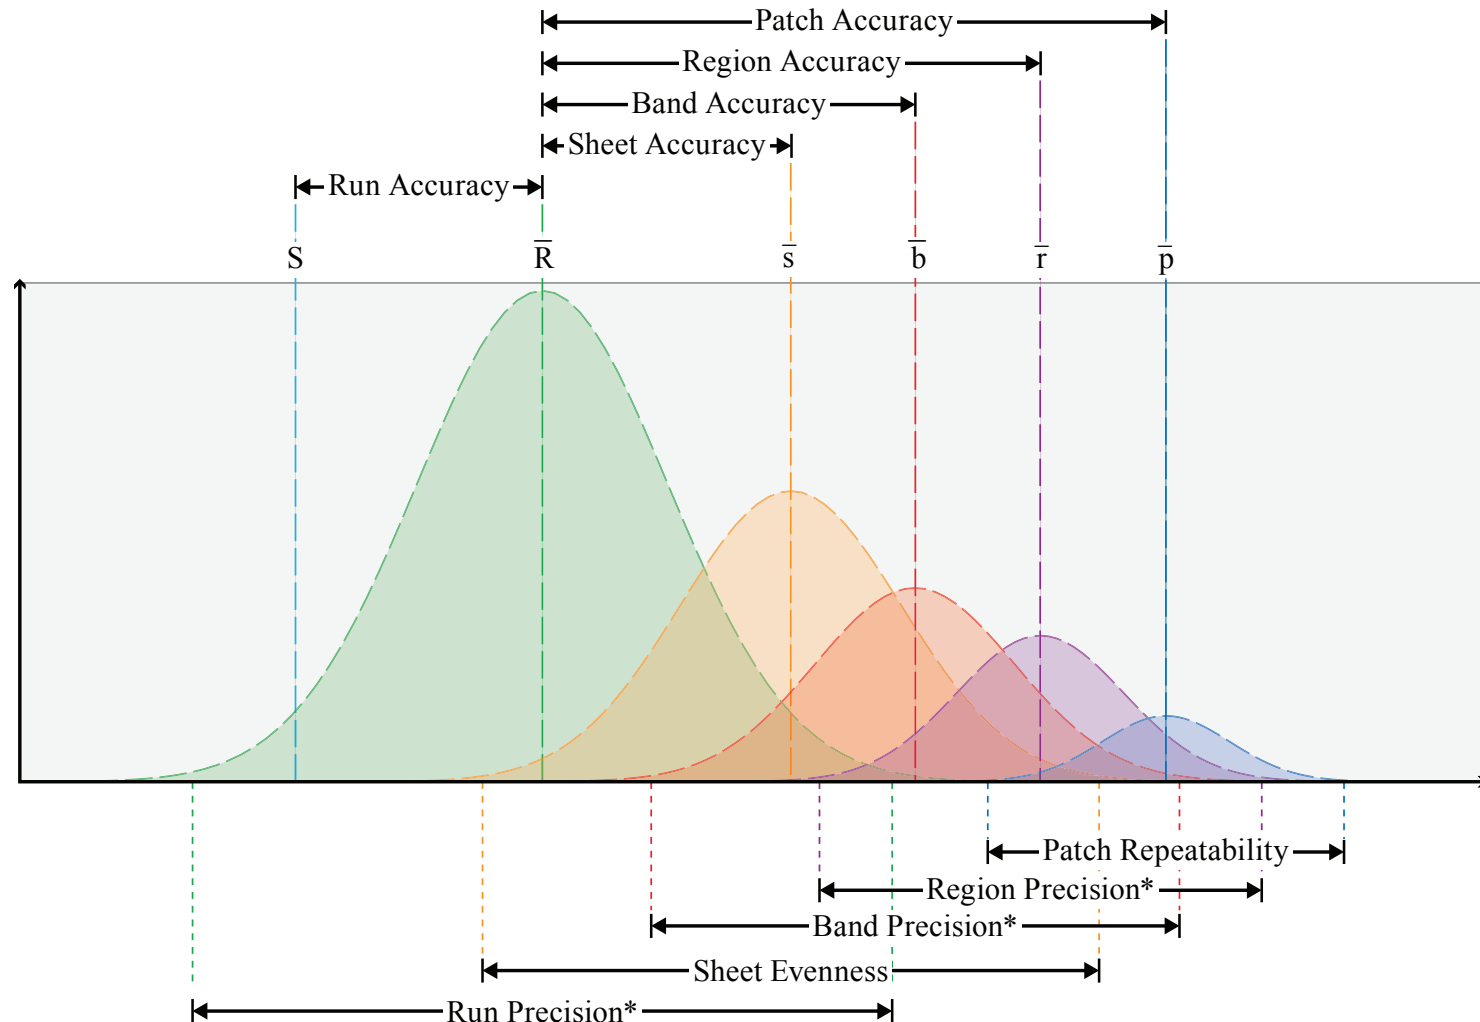 Patch Accuracy
Region Accuracy
Band Accuracy
Sheet Accuracy
Run Accuracy
S R̅ s̅ b̅ r̅ p̅
Patch Repeatability
Region Precision*
Band Precision*
Sheet Evenness
Run Precision*